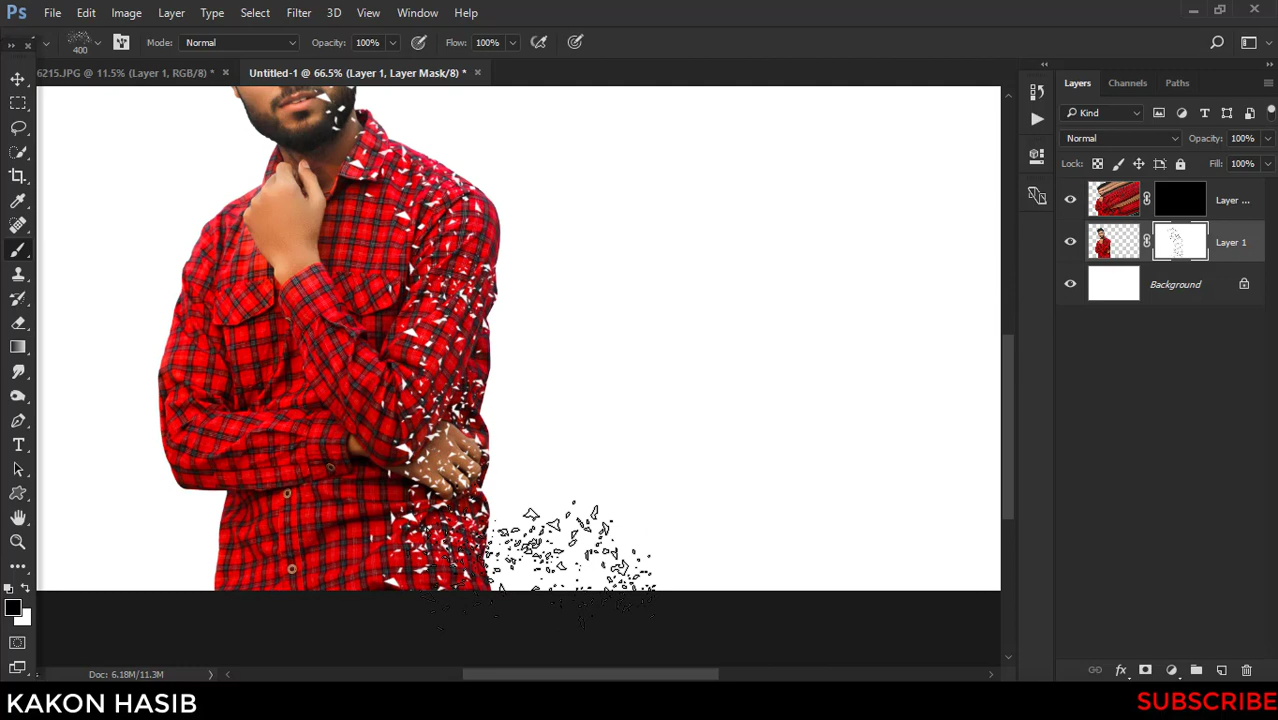 Ps File Edit Image Layer Type Select Filter 3D View Window Help
400 Mode: Normal Opacity: 100% Flow: 100%
6215.JPG @ 11.5% (Layer 1, RGB/8) * × Untitled-1 @ 66.5% (Layer 1, Layer Mask/8) * ×
Layers Channels Paths
Kind
Normal Opacity: 100%
Lock: Fill: 100%
Layer ...
Layer 1
Background
Doc: 6.18M/11.3M
KAKON HASIB
SUBSCRIBE